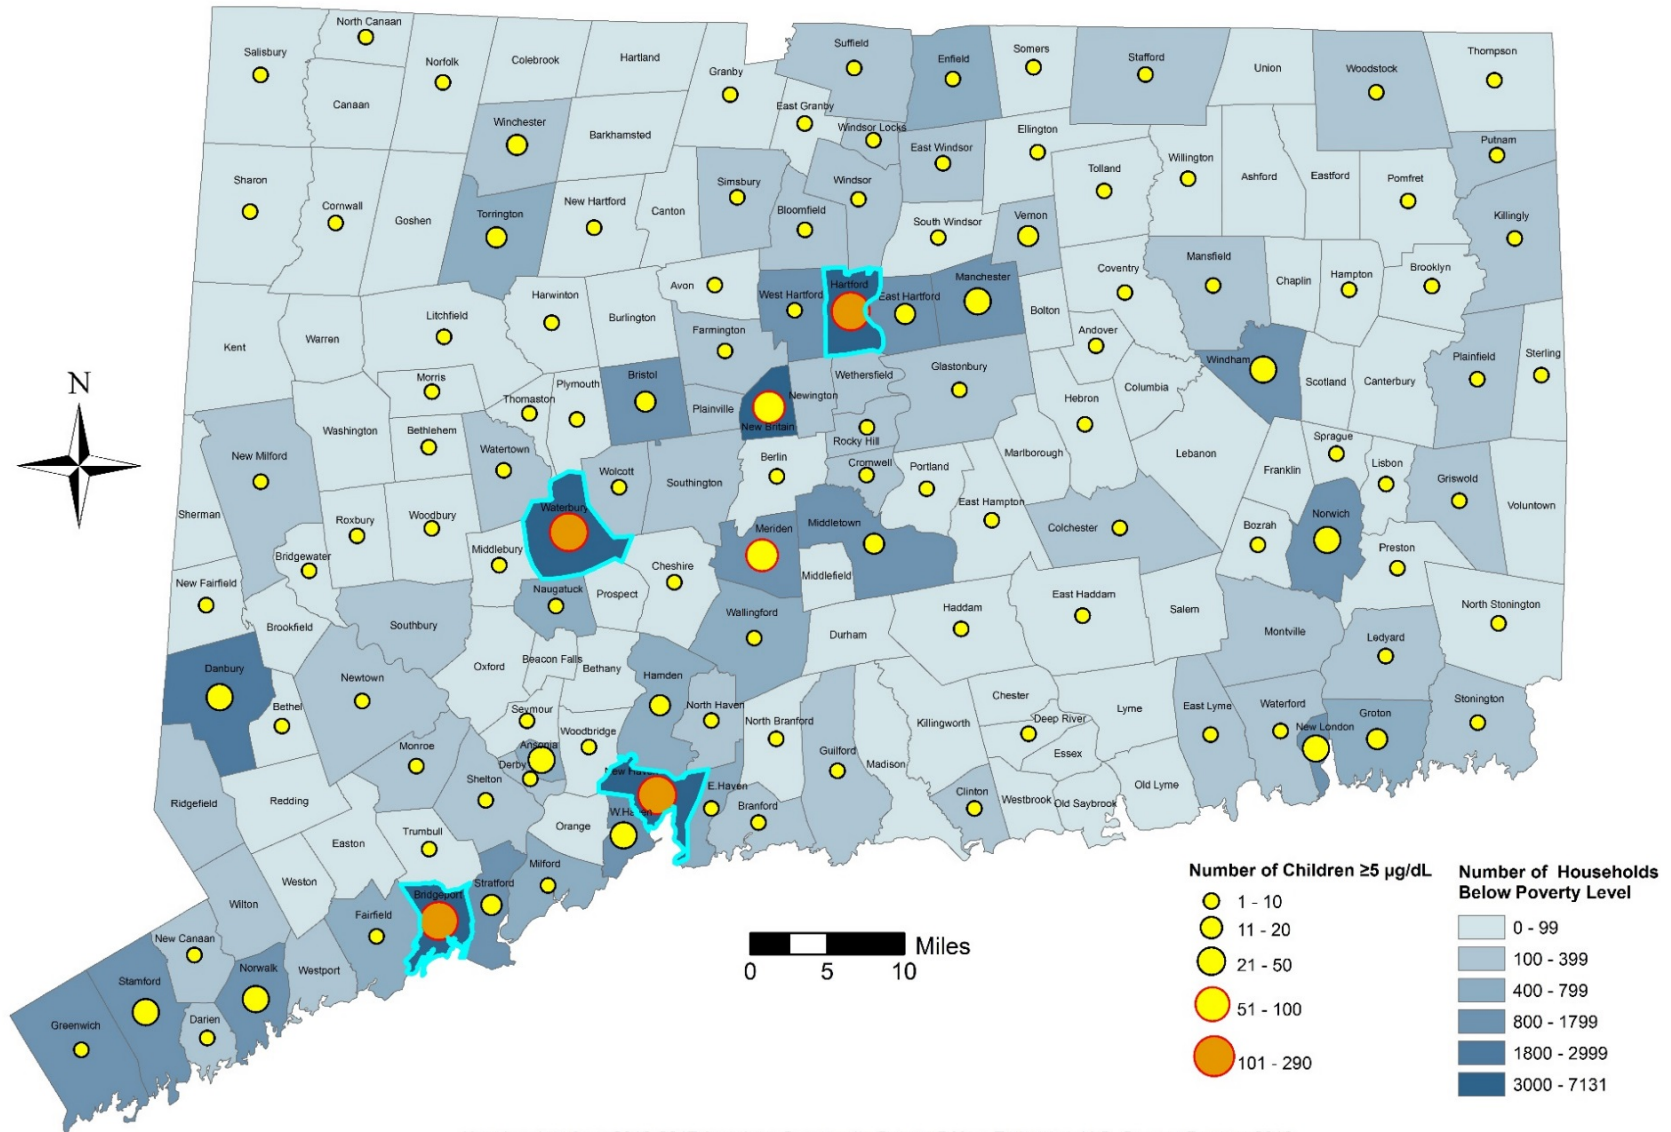 North Canaan
Salisbury
Norfolk
Colebrook
Hartland
Granby
Suffield
Enfield
Somers
Stafford
Union
Woodstock
Thompson
Canaan
Winchester
Barkhamsted
East Granby
Windsor Locks
East Windsor
Ellington
Tolland
Willington
Ashford
Eastford
Pomfret
Putnam
Sharon
Cornwall
Goshen
Torrington
New Hartford
Canton
Simsbury
Bloomfield
Windsor
South Windsor
Vernon
Killingly
Mansfield
Chaplin
Hampton
Brooklyn
Coventry
Avon
West Hartford
Hartford
East Hartford
Manchester
Bolton
Andover
Harwinton
Burlington
Litchfield
Farmington
Kent
Warren
Morris
Plymouth
Bristol
Thomaston
Plainville
New Britain
Newington
Wethersfield
Glastonbury
Hebron
Columbia
Windham
Scotland
Canterbury
Plainfield
Sterling
N
Washington
Bethlehem
Watertown
Wolcott
Southington
Berlin
Rocky Hill
Cromwell
Portland
Marlborough
Lebanon
Franklin
Sprague
Lisbon
Griswold
Voluntown
New Milford
Sherman
Roxbury
Woodbury
Waterbury
Middlebury
Bridgewater
Meriden
Middletown
East Hampton
Colchester
Bozrah
Norwich
Preston
New Fairfield
Brookfield
Southbury
Naugatuck
Prospect
Cheshire
Middlefield
Wallingford
Durham
Haddam
East Haddam
Salem
Montville
Ledyard
North Stonington
Danbury
Bethel
Newtown
Oxford
Beacon Falls
Bethany
Hamden
North Haven
North Branford
Guilford
Madison
Killingworth
Chester
Deep River
Essex
Lyme
East Lyme
Waterford
New London
Groton
Stonington
Seymour
Woodbridge
Ansonia
Derby
Monroe
Shelton
New Haven
E.Haven
Branford
Clinton
Westbrook
Old Saybrook
Old Lyme
Ridgefield
Redding
Easton
Trumbull
Orange
W.Haven
Milford
Stratford
Bridgeport
Fairfield
Weston
Wilton
New Canaan
Westport
Norwalk
Stamford
Darien
Greenwich
Miles
0 5 10
Number of Children ≥5 µg/dL
1 - 10
11 - 20
21 - 50
51 - 100
101 - 290
Number of Households
Below Poverty Level
0 - 99
100 - 399
400 - 799
800 - 1799
1800 - 2999
3000 - 7131